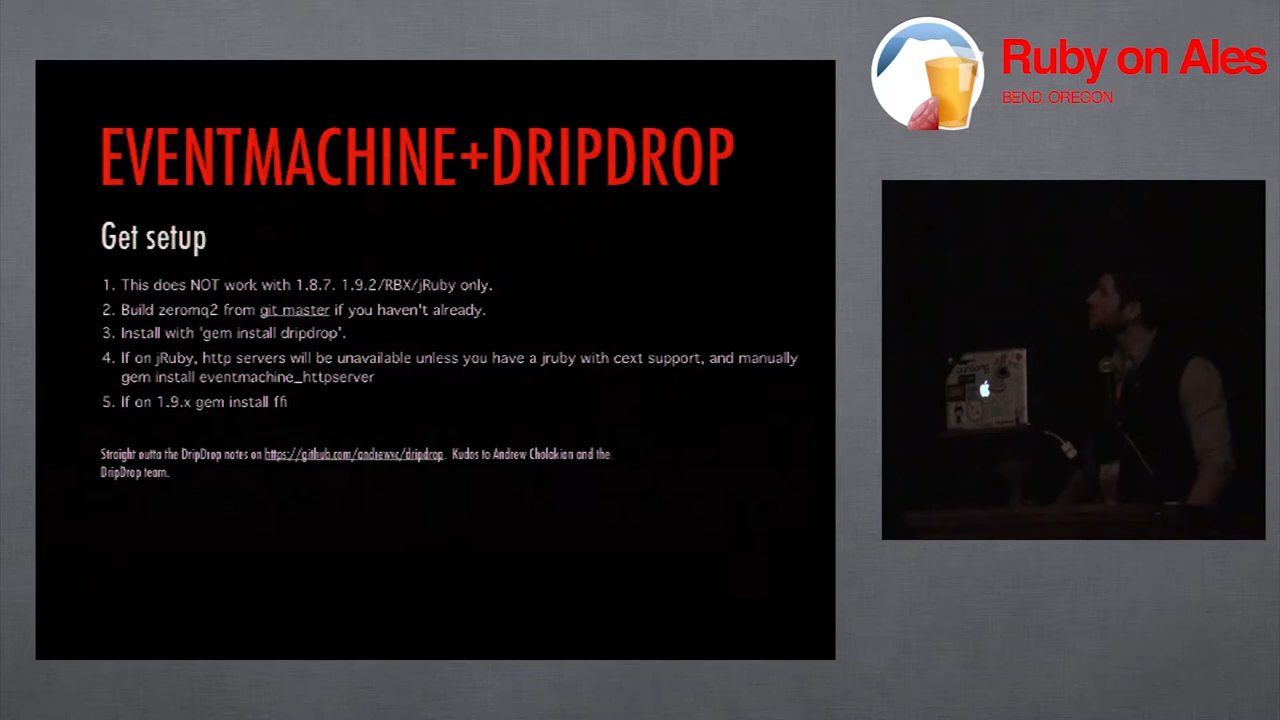 Ruby on Ales
BEND, OREGON
EVENTMACHINE+DRIPDROP
Get setup
1. This does NOT work with 1.8.7. 1.9.2/RBX/jRuby only.
2. Build zeromq2 from git master if you haven't already.
3. Install with 'gem install dripdrop'.
4. If on jRuby, http servers will be unavailable unless you have a jruby with cext support, and manually
gem install eventmachine_httpserver
5. If on 1.9.x gem install ffi
Straight outta the DripDrop notes on https://github.com/andrewvc/dripdrop. Kudos to Andrew Cholakian and the
DripDrop team.